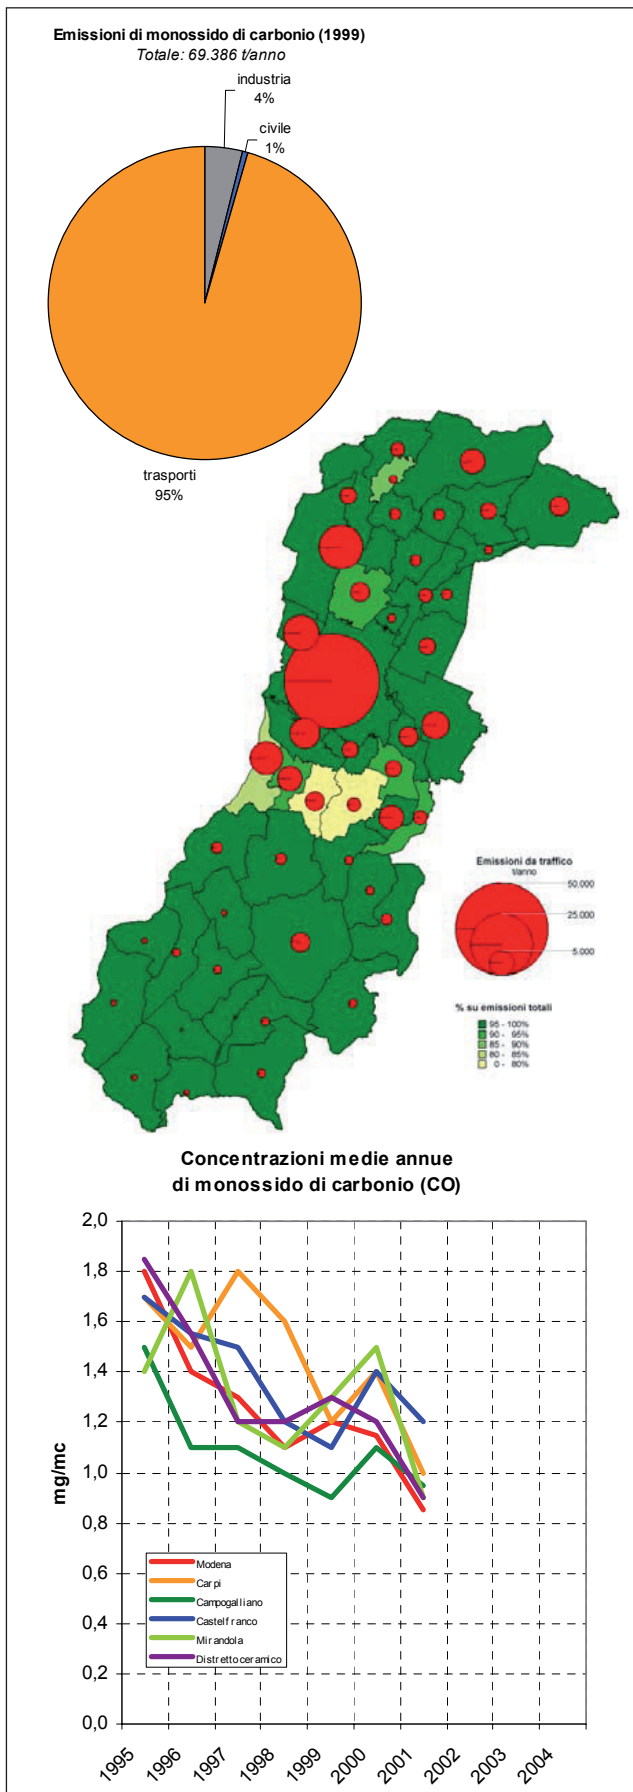 Emissioni di monossido di carbonio (1999)
Totale: 69.386 t/anno
industria
4%
civile
1%
trasporti
95%
Emissioni da traffico
t/anno
50.000
25.000
5.000
% su emissioni totali
95 - 100%
90 - 95%
85 - 90%
80 - 85%
0 - 80%
Concentrazioni medie annue
di monossido di carbonio (CO)
2,0
1,8
1,6
1,4
1,2
1,0
0,8
0,6
0,4
0,2
0,0
mg/mc
Modena
Carpi
Campogalliano
Castelfranco
Mirandola
Distretto ceramico
1995
1996
1997
1998
1999
2000
2001
2002
2003
2004